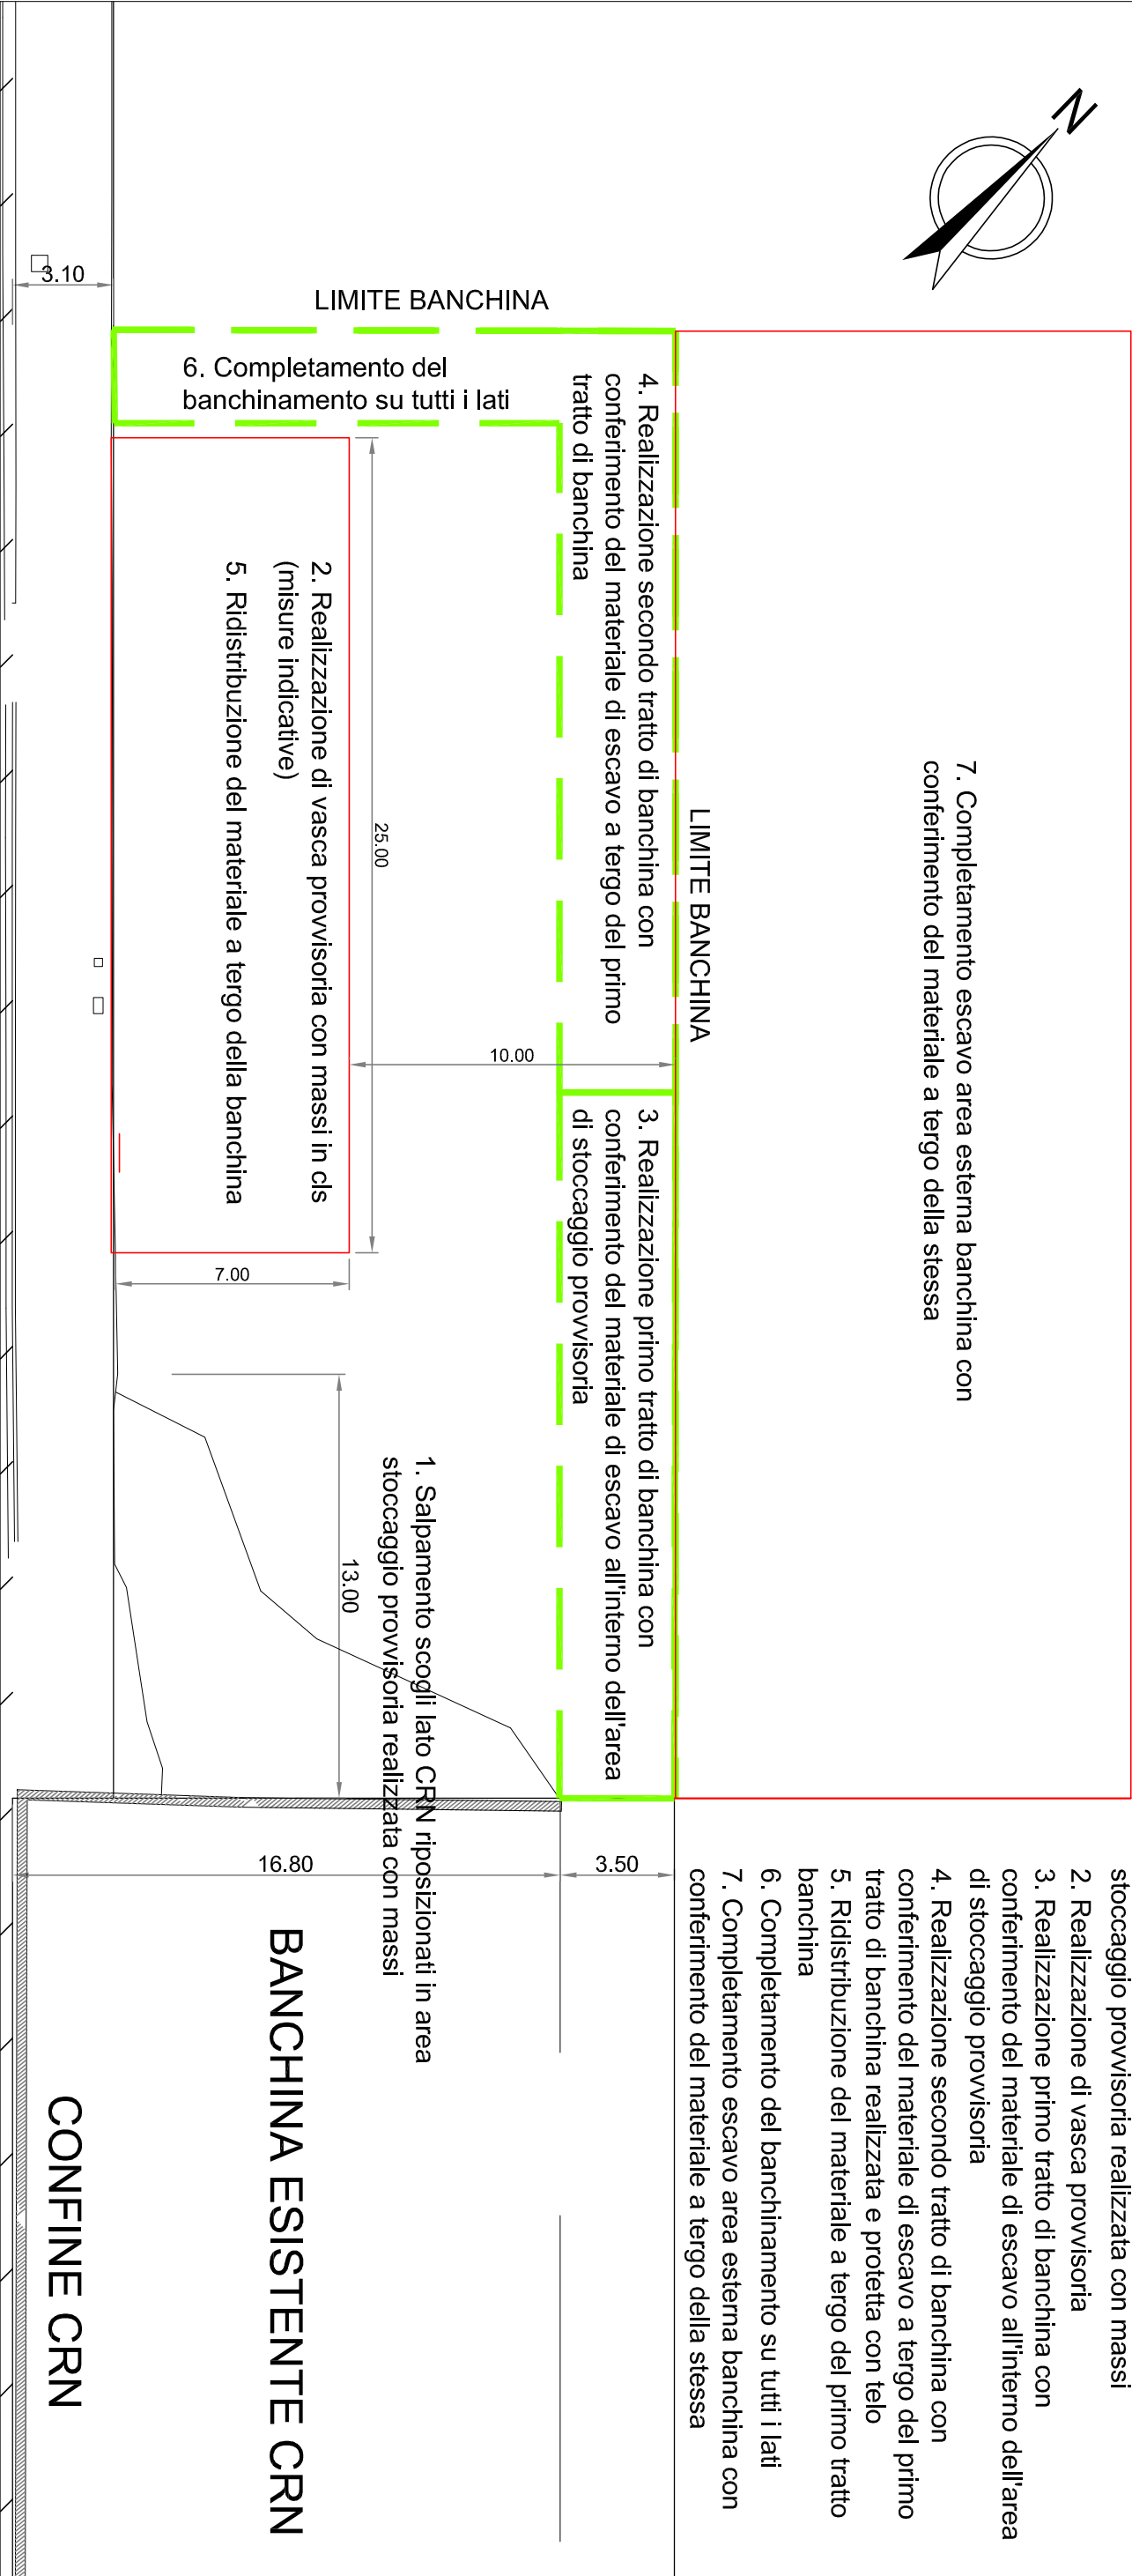 N
3.10
LIMITE BANCHINA
6. Completamento del
banchinamento su tutti i lati
4. Realizzazione secondo tratto di banchina con
conferimento del materiale di escavo a tergo del primo
tratto di banchina
7. Completamento escavo area esterna banchina con
conferimento del materiale a tergo della stessa
LIMITE BANCHINA
2. Realizzazione di vasca provvisoria con massi in cls
(misure indicative)
5. Ridistribuzione del materiale a tergo della banchina
25.00
10.00
3. Realizzazione primo tratto di banchina con
conferimento del materiale di escavo all'interno dell'area
di stoccaggio provvisoria
7.00
13.00
1. Salpamento scogli lato CRN riposizionati in area
stoccaggio provvisoria realizzata con massi
16.80
3.50
stoccaggio provvisoria realizzata con massi
2. Realizzazione di vasca provvisoria
3. Realizzazione primo tratto di banchina con
conferimento del materiale di escavo all'interno dell'area
di stoccaggio provvisoria
4. Realizzazione secondo tratto di banchina con
conferimento del materiale di escavo a tergo del primo
tratto di banchina realizzata e protetta con telo
5. Ridistribuzione del materiale a tergo del primo tratto
banchina
6. Completamento del banchinamento su tutti i lati
7. Completamento escavo area esterna banchina con
conferimento del materiale a tergo della stessa
BANCHINA ESISTENTE CRN
CONFINE CRN